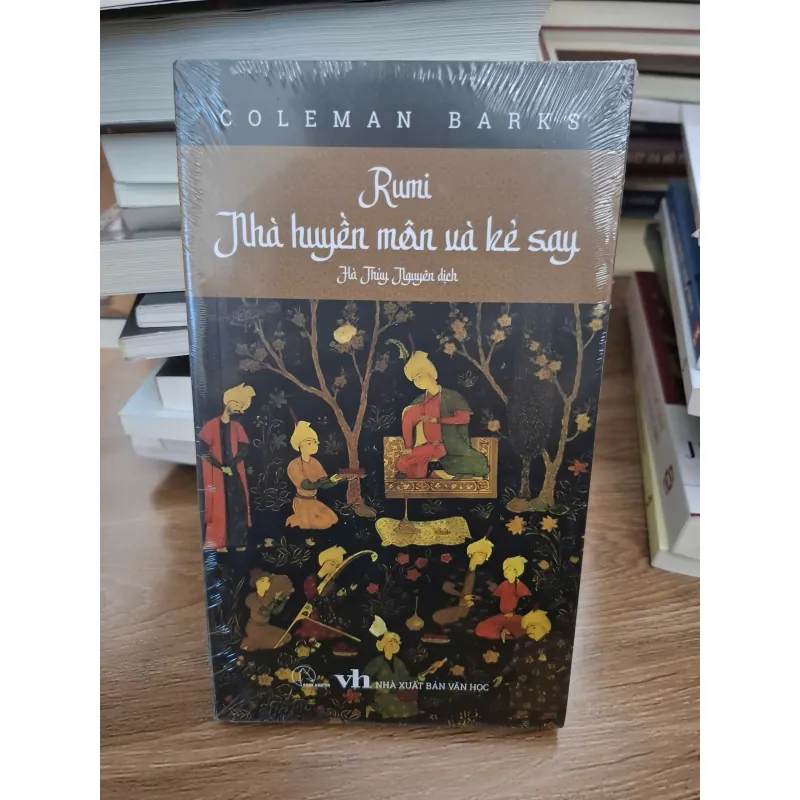 COLEMAN BARKS
Rumi
Nhà huyền môn và kẻ say
Hà Thủy Nguyên dịch
vh NHÀ XUẤT BẢN VĂN HỌC